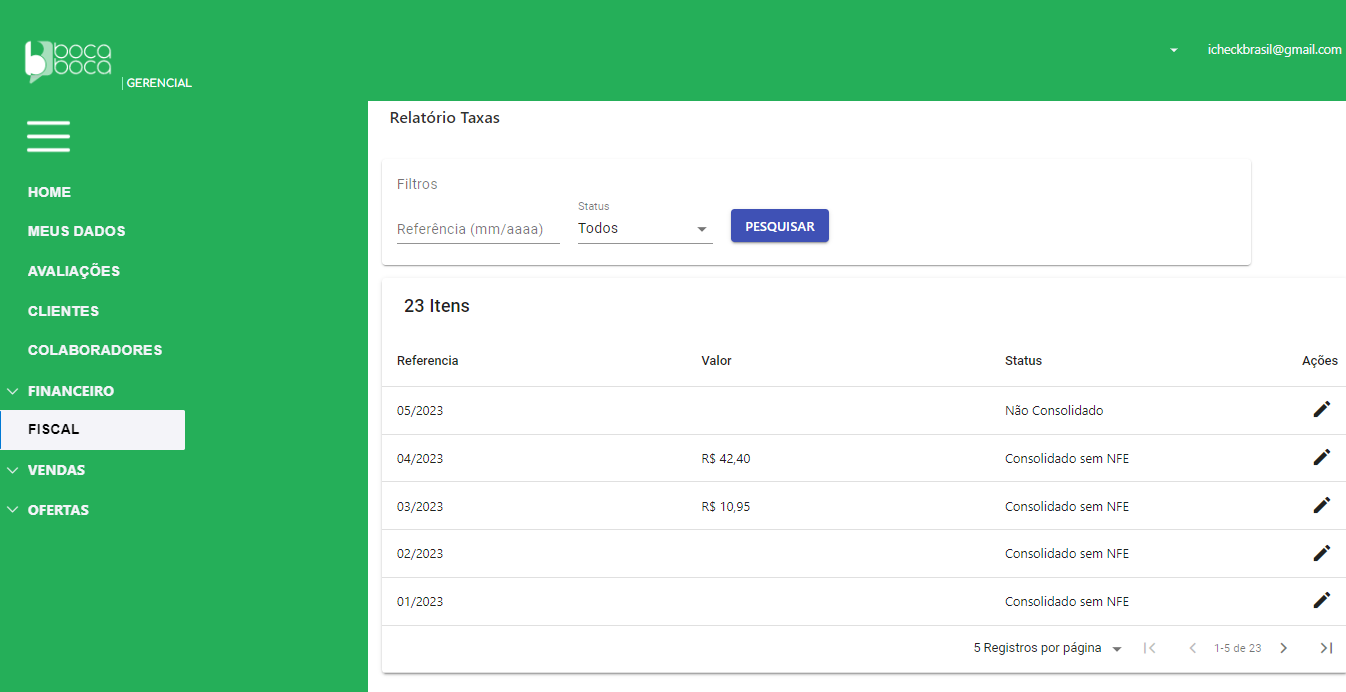 boca
boca
| GERENCIAL
icheckbrasil@gmail.com
HOME
MEUS DADOS
AVALIAÇÕES
CLIENTES
COLABORADORES
FINANCEIRO
FISCAL
VENDAS
OFERTAS
Relatório Taxas
Filtros
Referência (mm/aaaa)
Status
Todos
PESQUISAR
23 Itens
Referencia Valor Status Ações
05/2023 Não Consolidado
04/2023 R$ 42,40 Consolidado sem NFE
03/2023 R$ 10,95 Consolidado sem NFE
02/2023 Consolidado sem NFE
01/2023 Consolidado sem NFE
5 Registros por página 1-5 de 23